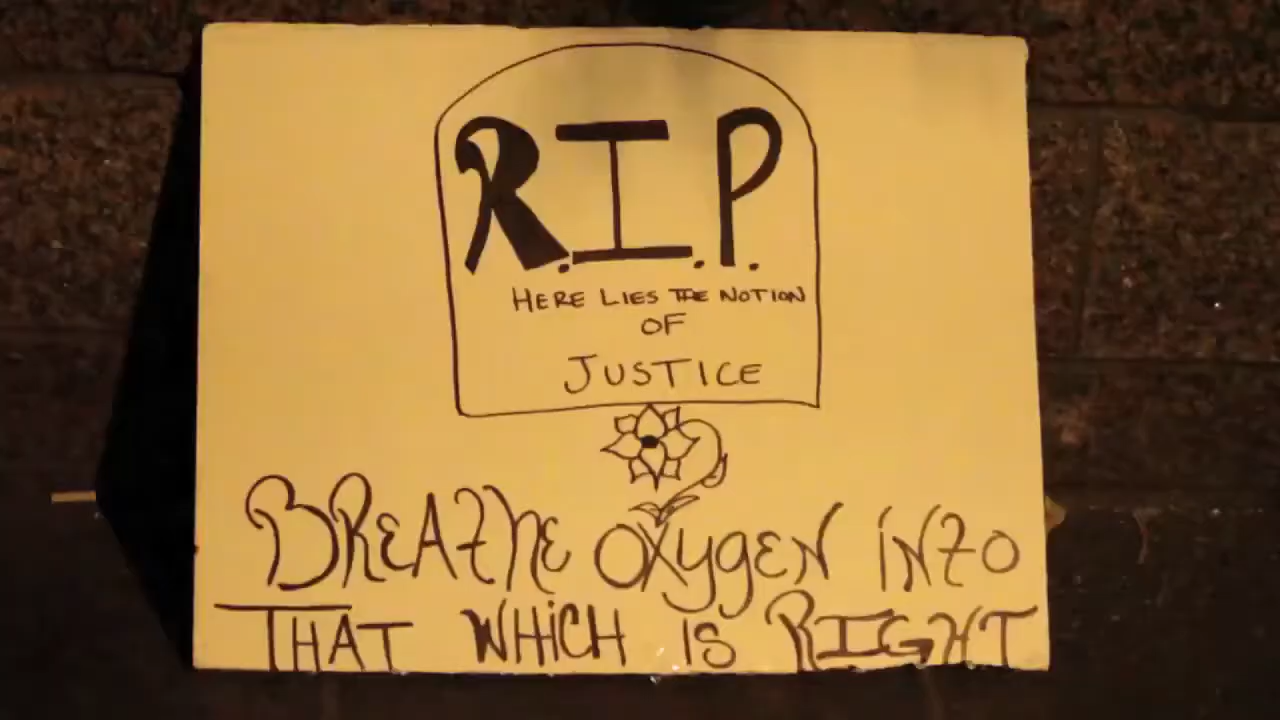 R.I.P.
HERE LIES THE NOTION
OF
JUSTICE
BREAThE OXygEN iNTO
THAT WHiCH IS RIGHT